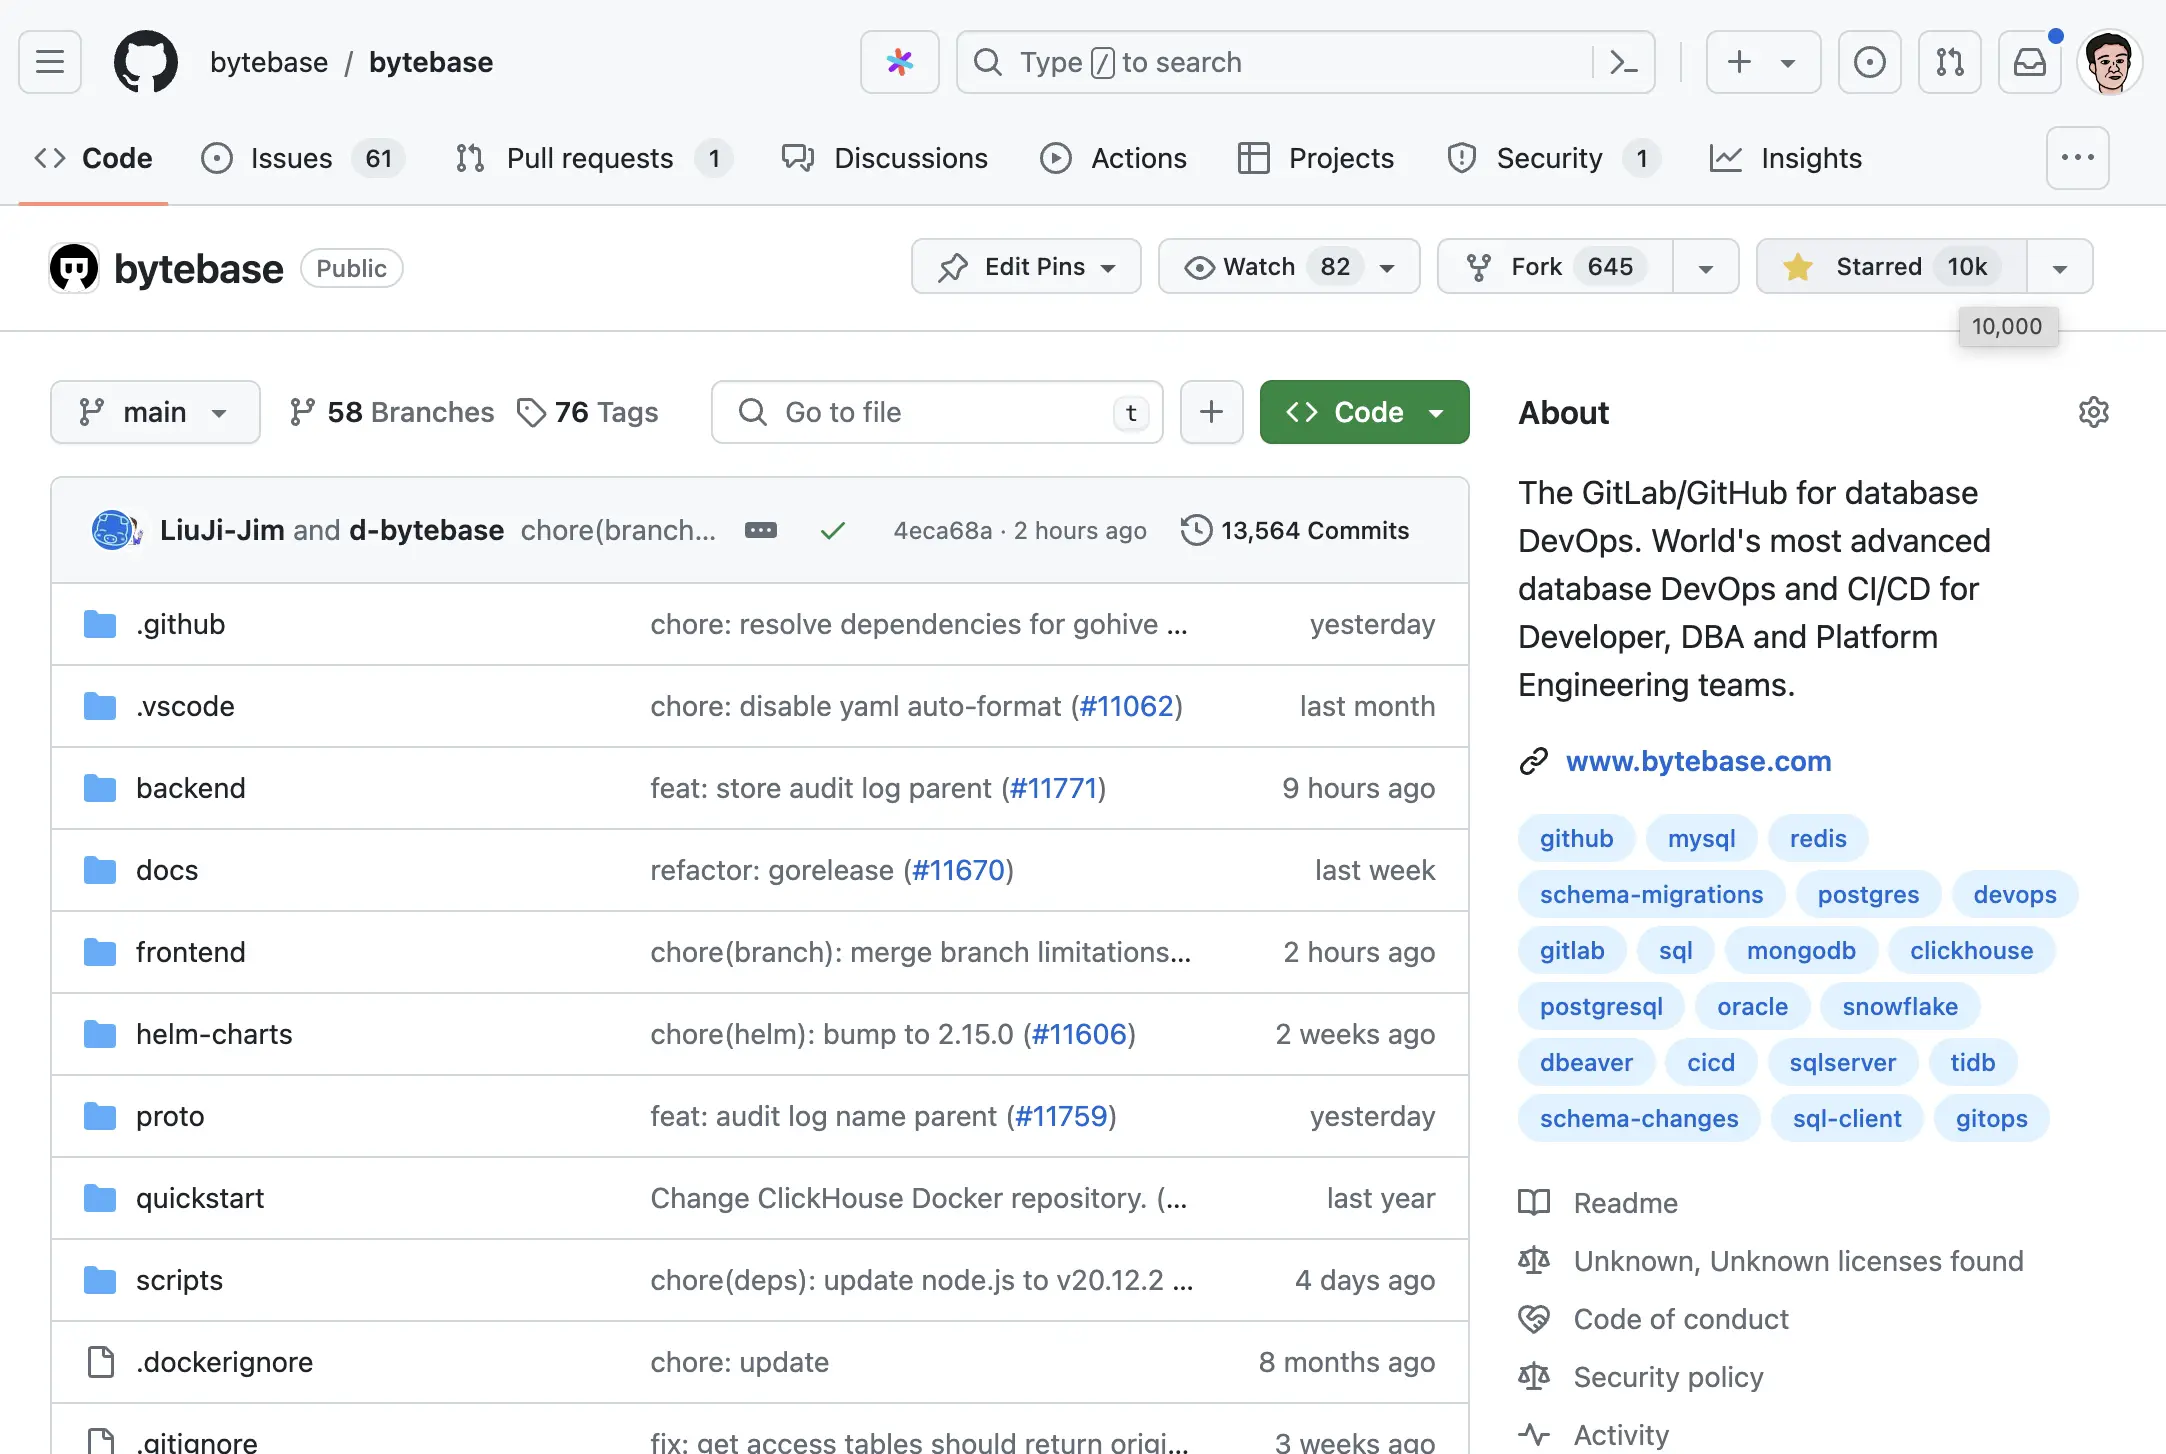 bytebase / bytebase
Type / to search
Code
Issues 61
Pull requests 1
Discussions
Actions
Projects
Security 1
Insights
bytebase Public
Edit Pins
Watch 82
Fork 645
Starred 10k
10,000
main
58 Branches
76 Tags
Go to file t
Code
LiuJi-Jim and d-bytebase chore(branch... 4eca68a · 2 hours ago 13,564 Commits
.github chore: resolve dependencies for gohive ... yesterday
.vscode chore: disable yaml auto-format (#11062) last month
backend feat: store audit log parent (#11771) 9 hours ago
docs refactor: gorelease (#11670) last week
frontend chore(branch): merge branch limitations... 2 hours ago
helm-charts chore(helm): bump to 2.15.0 (#11606) 2 weeks ago
proto feat: audit log name parent (#11759) yesterday
quickstart Change ClickHouse Docker repository. (... last year
scripts chore(deps): update node.js to v20.12.2 ... 4 days ago
.dockerignore chore: update 8 months ago
.gitignore fix: get access tables should return origi... 3 weeks ago
About
The GitLab/GitHub for database
DevOps. World's most advanced
database DevOps and CI/CD for
Developer, DBA and Platform
Engineering teams.
www.bytebase.com
github mysql redis
schema-migrations postgres devops
gitlab sql mongodb clickhouse
postgresql oracle snowflake
dbeaver cicd sqlserver tidb
schema-changes sql-client gitops
Readme
Unknown, Unknown licenses found
Code of conduct
Security policy
Activity